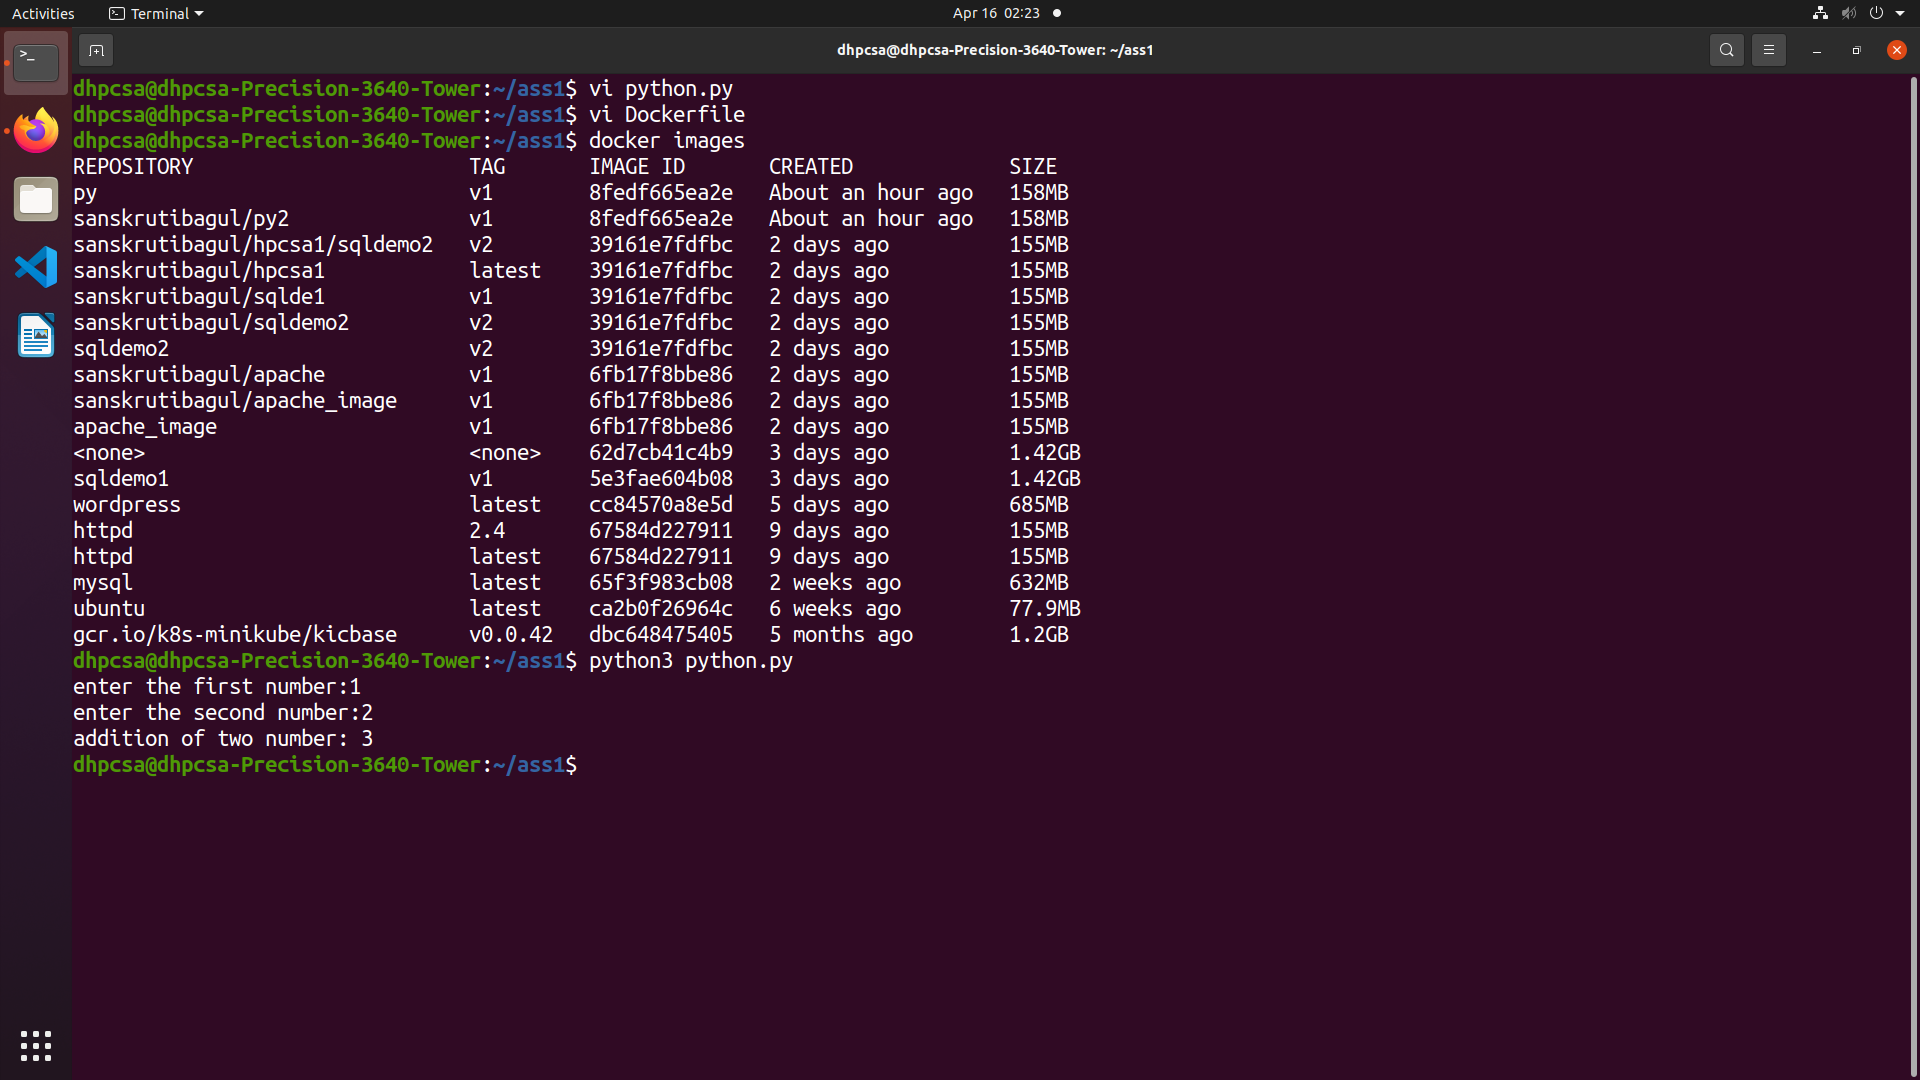 Activities Terminal Apr 16 02:23
dhpcsa@dhpcsa-Precision-3640-Tower: ~/ass1
dhpcsa@dhpcsa-Precision-3640-Tower:~/ass1$ vi python.py
dhpcsa@dhpcsa-Precision-3640-Tower:~/ass1$ vi Dockerfile
dhpcsa@dhpcsa-Precision-3640-Tower:~/ass1$ docker images
REPOSITORY TAG IMAGE ID CREATED SIZE
py v1 8fedf665ea2e About an hour ago 158MB
sanskrutibagul/py2 v1 8fedf665ea2e About an hour ago 158MB
sanskrutibagul/hpcsa1/sqldemo2 v2 39161e7fdfbc 2 days ago 155MB
sanskrutibagul/hpcsa1 latest 39161e7fdfbc 2 days ago 155MB
sanskrutibagul/sqlde1 v1 39161e7fdfbc 2 days ago 155MB
sanskrutibagul/sqldemo2 v2 39161e7fdfbc 2 days ago 155MB
sqldemo2 v2 39161e7fdfbc 2 days ago 155MB
sanskrutibagul/apache v1 6fb17f8bbe86 2 days ago 155MB
sanskrutibagul/apache_image v1 6fb17f8bbe86 2 days ago 155MB
apache_image v1 6fb17f8bbe86 2 days ago 155MB
<none> <none> 62d7cb41c4b9 3 days ago 1.42GB
sqldemo1 v1 5e3fae604b08 3 days ago 1.42GB
wordpress latest cc84570a8e5d 5 days ago 685MB
httpd 2.4 67584d227911 9 days ago 155MB
httpd latest 67584d227911 9 days ago 155MB
mysql latest 65f3f983cb08 2 weeks ago 632MB
ubuntu latest ca2b0f26964c 6 weeks ago 77.9MB
gcr.io/k8s-minikube/kicbase v0.0.42 dbc648475405 5 months ago 1.2GB
dhpcsa@dhpcsa-Precision-3640-Tower:~/ass1$ python3 python.py
enter the first number:1
enter the second number:2
addition of two number: 3
dhpcsa@dhpcsa-Precision-3640-Tower:~/ass1$